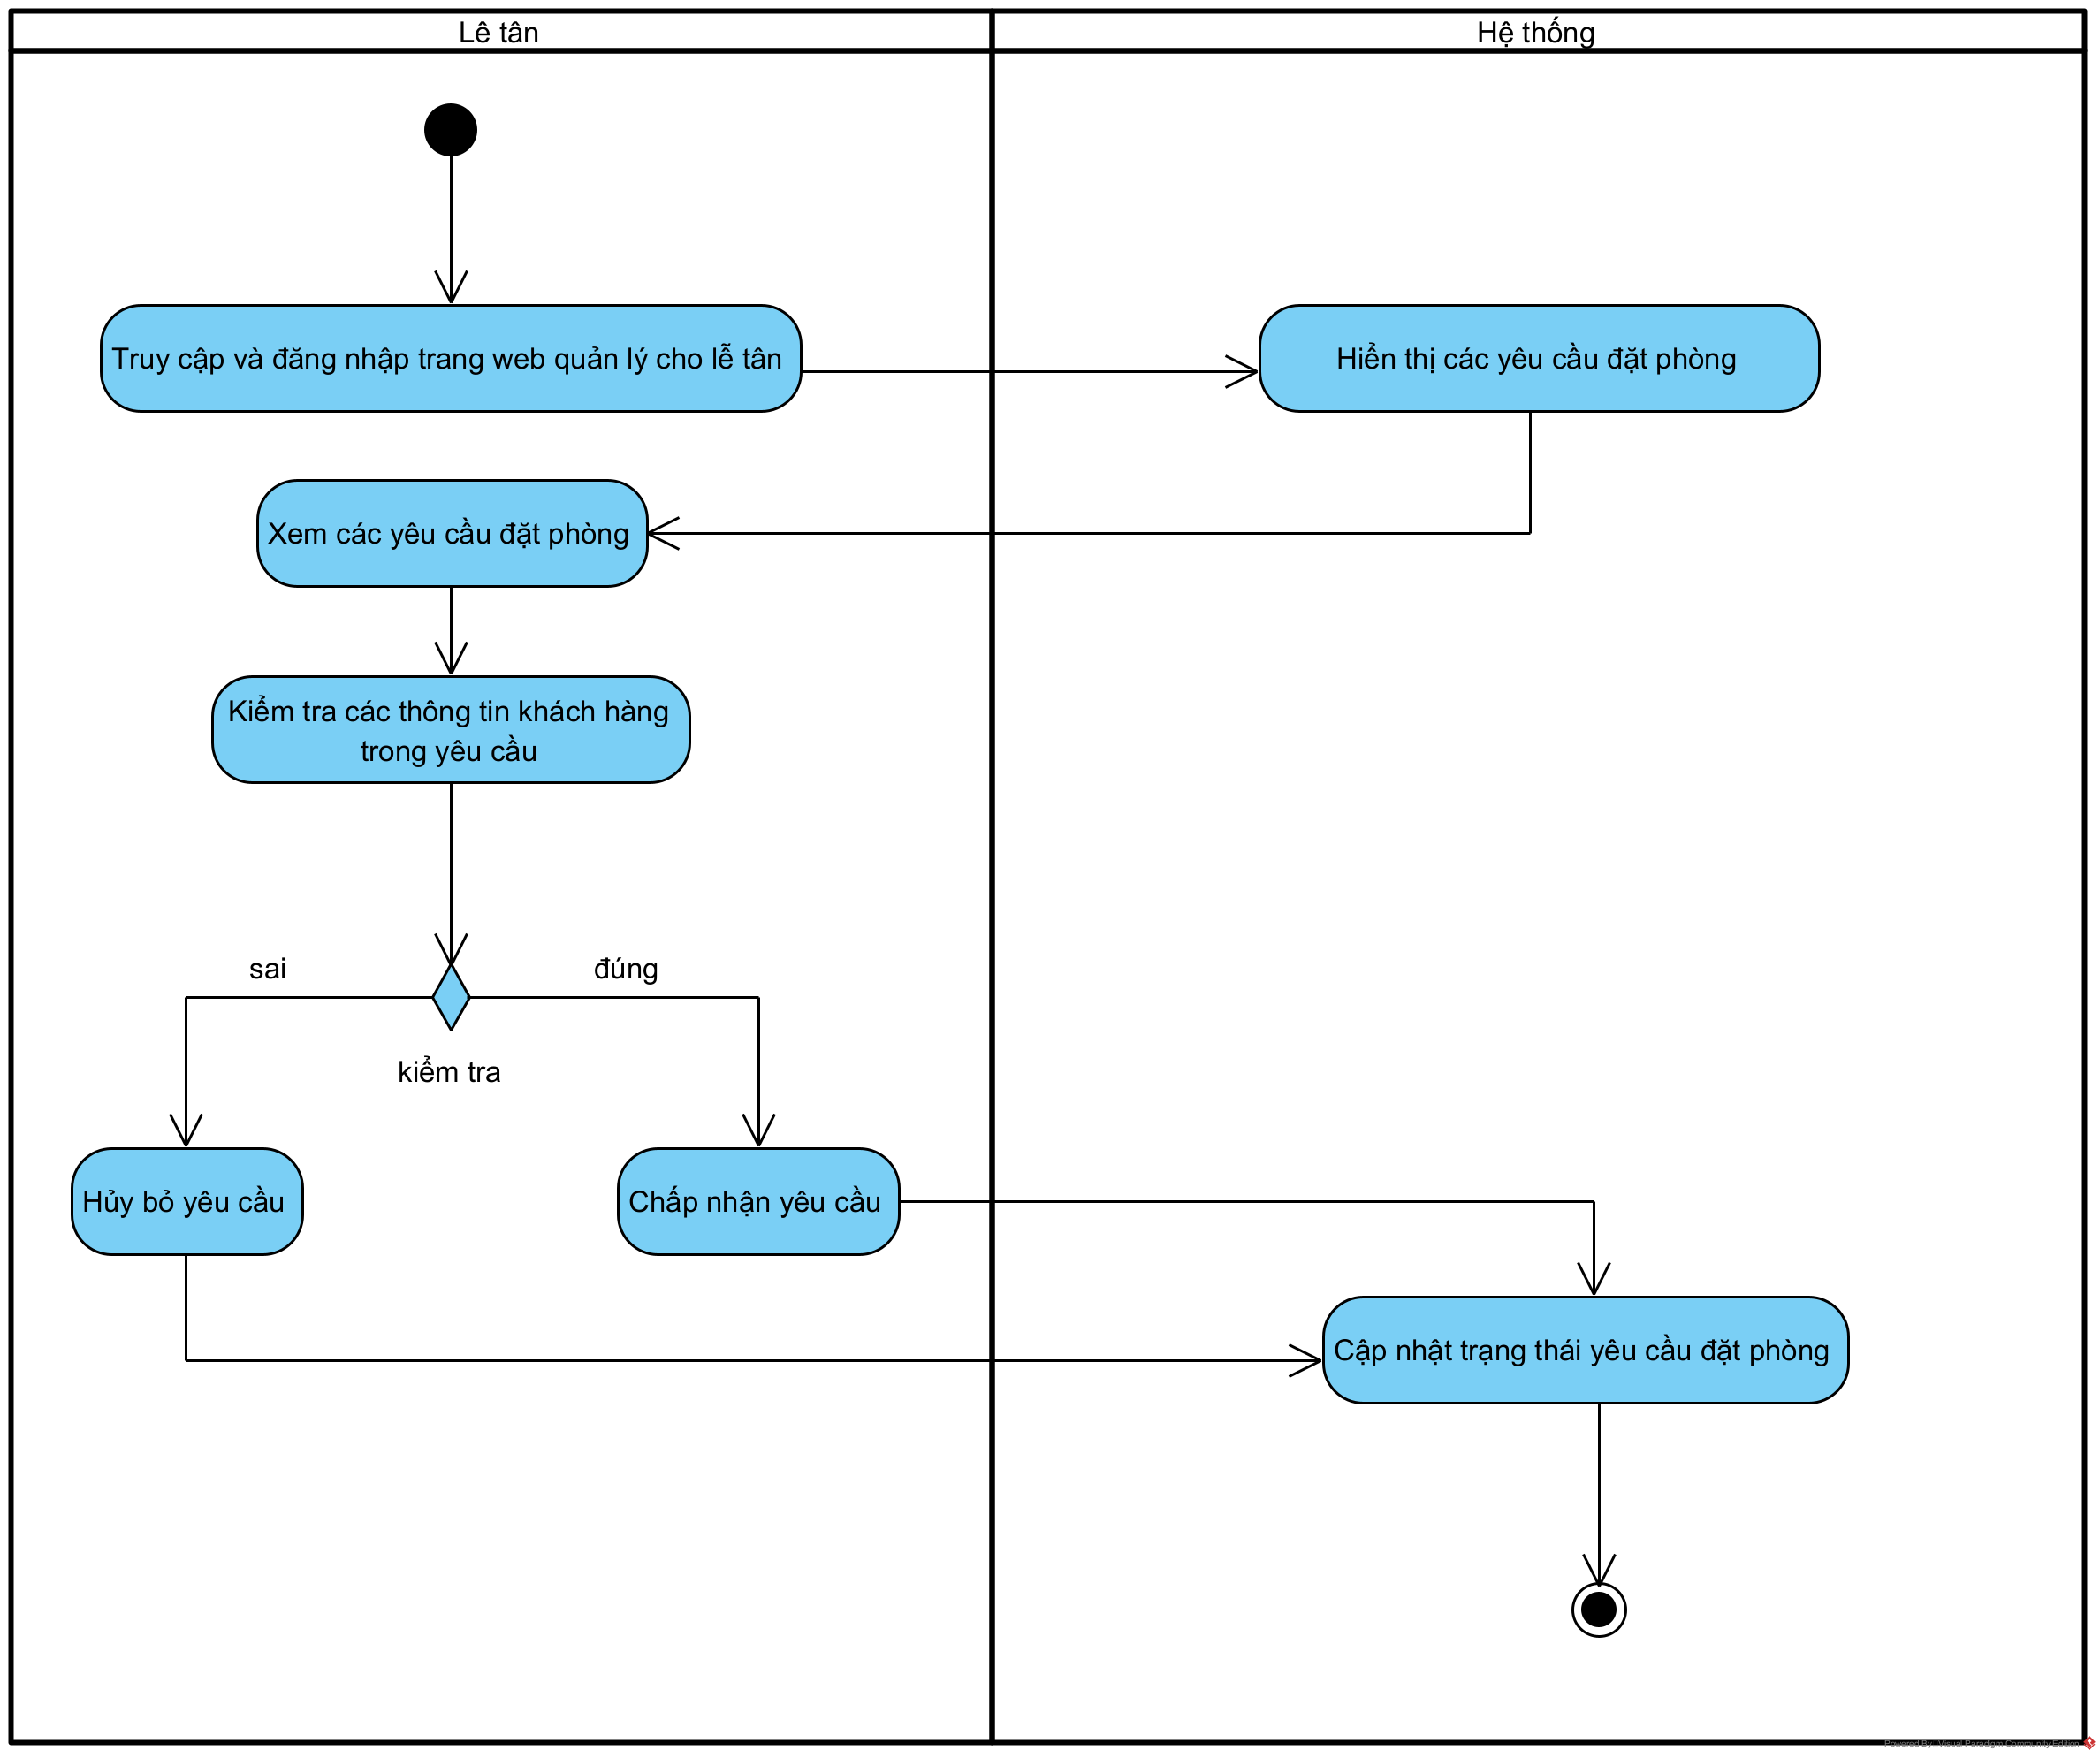 Lê tân
Hệ thống
Truy cập và đăng nhập trang web quản lý cho lễ tân
Hiển thị các yêu cầu đặt phòng
Xem các yêu cầu đặt phòng
Kiểm tra các thông tin khách hàng
trong yêu cầu
sai
đúng
kiểm tra
Hủy bỏ yêu cầu
Chấp nhận yêu cầu
Cập nhật trạng thái yêu cầu đặt phòng
Powered By Visual Paradigm Community Edition